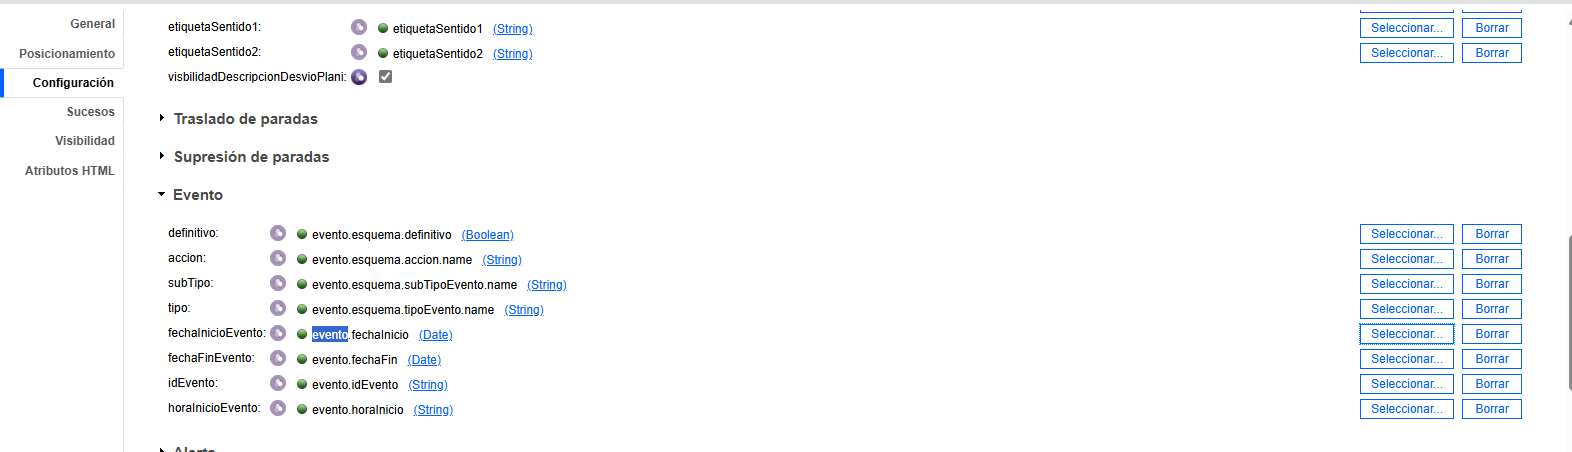 General
Posicionamiento
Configuración
Sucesos
Visibilidad
Atributos HTML
etiquetaSentido1: etiquetaSentido1 (String) Seleccionar... Borrar
etiquetaSentido2: etiquetaSentido2 (String) Seleccionar... Borrar
visbilidadDescripcionDesvioPlani:
Traslado de paradas
Supresión de paradas
Evento
definitivo: evento.esquema.definitivo (Boolean) Seleccionar... Borrar
accion: evento.esquema.accion.name (String) Seleccionar... Borrar
subTipo: evento.esquema.subTipoEvento.name (String) Seleccionar... Borrar
tipo: evento.esquema.tipoEvento.name (String) Seleccionar... Borrar
fechaInicioEvento: evento.fechaInicio (Date) Seleccionar... Borrar
fechaFinEvento: evento.fechaFin (Date) Seleccionar... Borrar
idEvento: evento.idEvento (String) Seleccionar... Borrar
horaInicioEvento: evento.horaInicio (String) Seleccionar... Borrar
Alerta